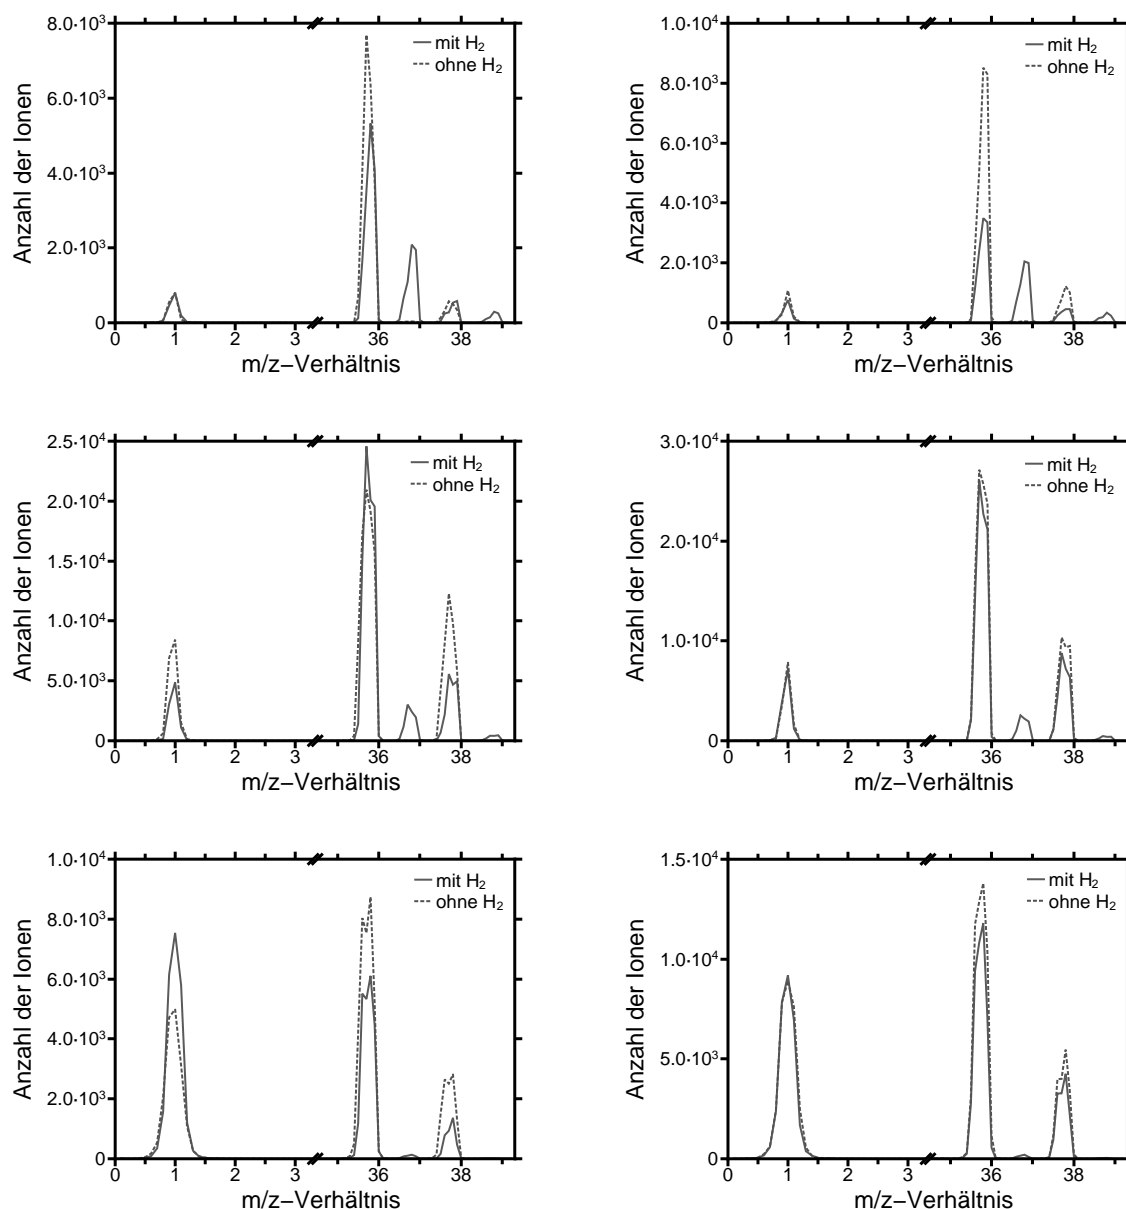 8.0·10³
6.0·10³
4.0·10³
2.0·10³
0
0 1 2 3 36 38
Anzahl der Ionen
m/z−Verhältnis
mit H₂
ohne H₂
1.0·10⁴
8.0·10³
6.0·10³
4.0·10³
2.0·10³
0
0 1 2 3 36 38
Anzahl der Ionen
m/z−Verhältnis
mit H₂
ohne H₂
2.5·10⁴
2.0·10⁴
1.5·10⁴
1.0·10⁴
5.0·10³
0
0 1 2 3 36 38
Anzahl der Ionen
m/z−Verhältnis
mit H₂
ohne H₂
3.0·10⁴
2.0·10⁴
1.0·10⁴
0
0 1 2 3 36 38
Anzahl der Ionen
m/z−Verhältnis
mit H₂
ohne H₂
1.0·10⁴
8.0·10³
6.0·10³
4.0·10³
2.0·10³
0
0 1 2 3 36 38
Anzahl der Ionen
m/z−Verhältnis
mit H₂
ohne H₂
1.5·10⁴
1.0·10⁴
5.0·10³
0
0 1 2 3 36 38
Anzahl der Ionen
m/z−Verhältnis
mit H₂
ohne H₂